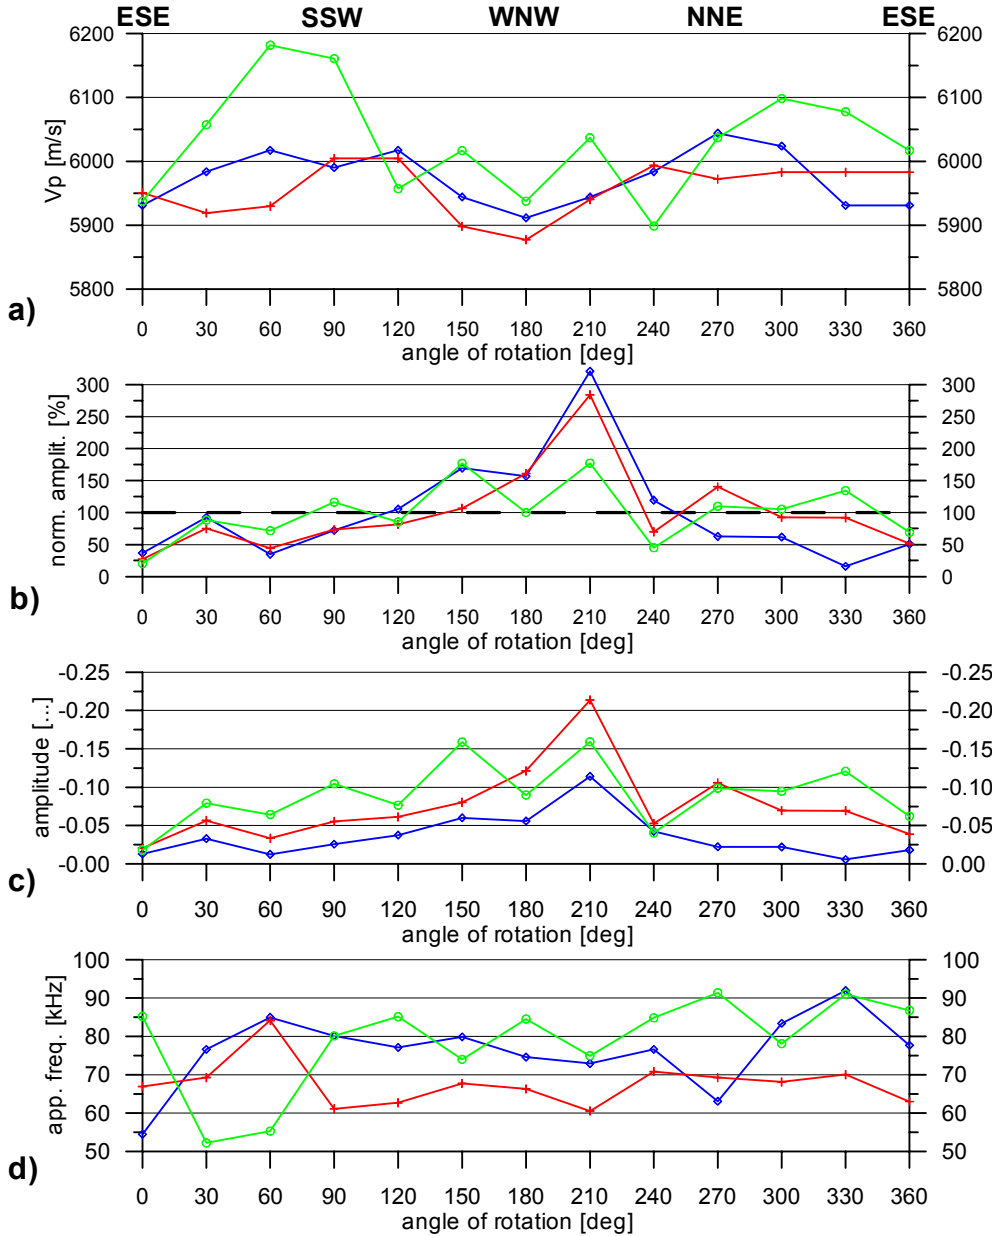 ESE SSW WNW NNE ESE
6200 6200
6100 6100
6000 6000
5900 5900
5800 5800
Vp [m/s]
a)
0 30 60 90 120 150 180 210 240 270 300 330 360
angle of rotation [deg]
300 300
250 250
200 200
150 150
100 100
50 50
0 0
norm. amplit. [%]
b)
0 30 60 90 120 150 180 210 240 270 300 330 360
angle of rotation [deg]
-0.25 -0.25
-0.20 -0.20
-0.15 -0.15
-0.10 -0.10
-0.05 -0.05
-0.00 0.00
amplitude [...]
c)
0 30 60 90 120 150 180 210 240 270 300 330 360
angle of rotation [deg]
100 100
90 90
80 80
70 70
60 60
50 50
app. freq. [kHz]
d)
0 30 60 90 120 150 180 210 240 270 300 330 360
angle of rotation [deg]